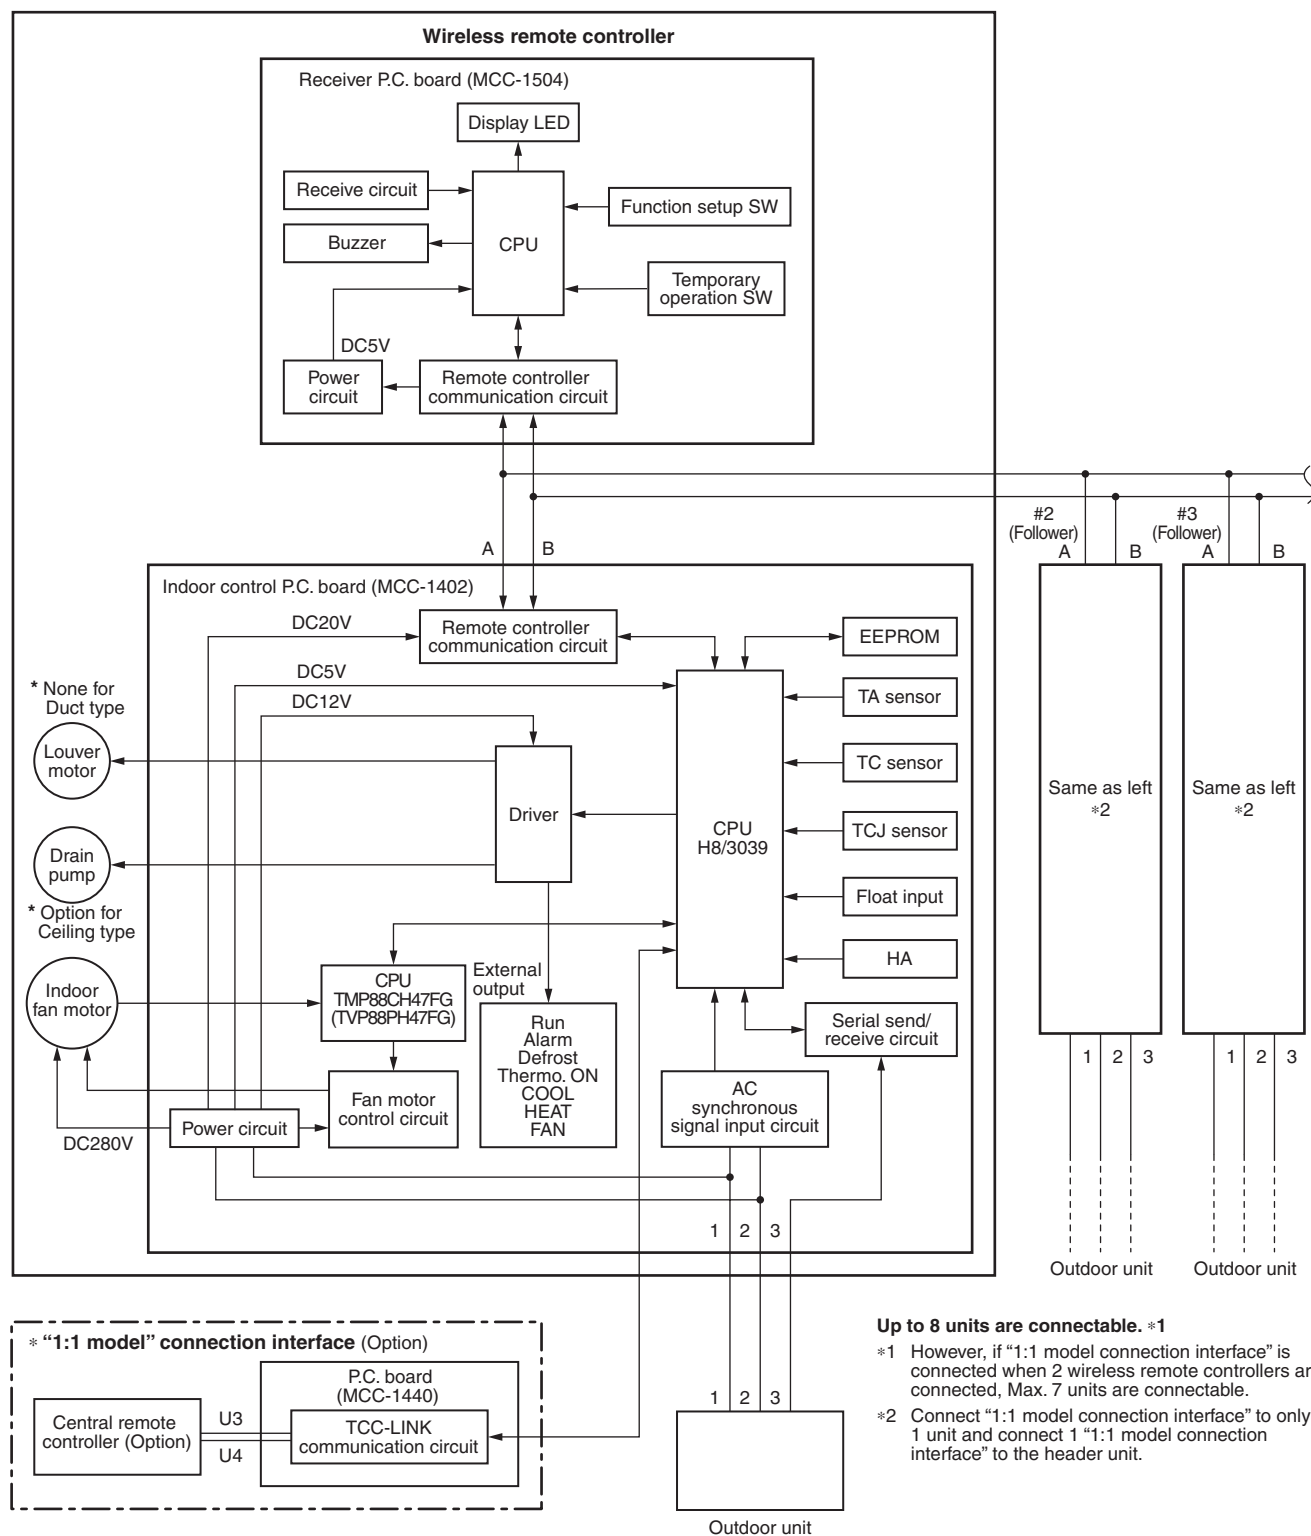 Wireless remote controller
Receiver P.C. board (MCC-1504)
Display LED
Receive circuit
Function setup SW
Buzzer
CPU
Temporary
operation SW
DC5V
Power
circuit
Remote controller
communication circuit
#2
(Follower)
A
B
#3
(Follower)
A
B
A
B
Indoor control P.C. board (MCC-1402)
DC20V
Remote controller
communication circuit
EEPROM
DC5V
DC12V
TA sensor
* None for
Duct type
Louver
motor
TC sensor
Driver
CPU
H8/3039
TCJ sensor
Same as left
*2
Same as left
*2
Drain
pump
* Option for
Ceiling type
Float input
HA
Indoor
fan motor
CPU
TMP88CH47FG
(TVP88PH47FG)
External
output
Run
Alarm
Defrost
Thermo. ON
COOL
HEAT
FAN
Serial send/
receive circuit
1
2
3
1
2
3
Fan motor
control circuit
AC
synchronous
signal input circuit
Power circuit
DC280V
1
2
3
Outdoor unit
Outdoor unit
* “1:1 model” connection interface (Option)
P.C. board
(MCC-1440)
Central remote
controller (Option)
U3
U4
TCC-LINK
communication circuit
1
2
3
Outdoor unit
Up to 8 units are connectable. *1
*1 However, if “1:1 model connection interface” is
connected when 2 wireless remote controllers ar
connected, Max. 7 units are connectable.
*2 Connect “1:1 model connection interface” to only
1 unit and connect 1 “1:1 model connection
interface” to the header unit.